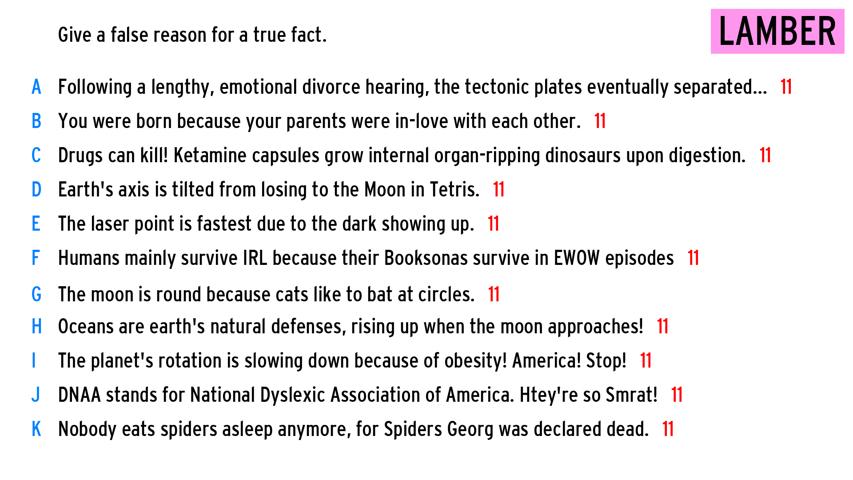 Give a false reason for a true fact.
LAMBER
A Following a lengthy, emotional divorce hearing, the tectonic plates eventually separated... 11
B You were born because your parents were in-love with each other. 11
C Drugs can kill! Ketamine capsules grow internal organ-ripping dinosaurs upon digestion. 11
D Earth's axis is tilted from losing to the Moon in Tetris. 11
E The laser point is fastest due to the dark showing up. 11
F Humans mainly survive IRL because their Booksonas survive in EWOW episodes 11
G The moon is round because cats like to bat at circles. 11
H Oceans are earth's natural defenses, rising up when the moon approaches! 11
I The planet's rotation is slowing down because of obesity! America! Stop! 11
J DNAA stands for National Dyslexic Association of America. Htey're so Smrat! 11
K Nobody eats spiders asleep anymore, for Spiders Georg was declared dead. 11